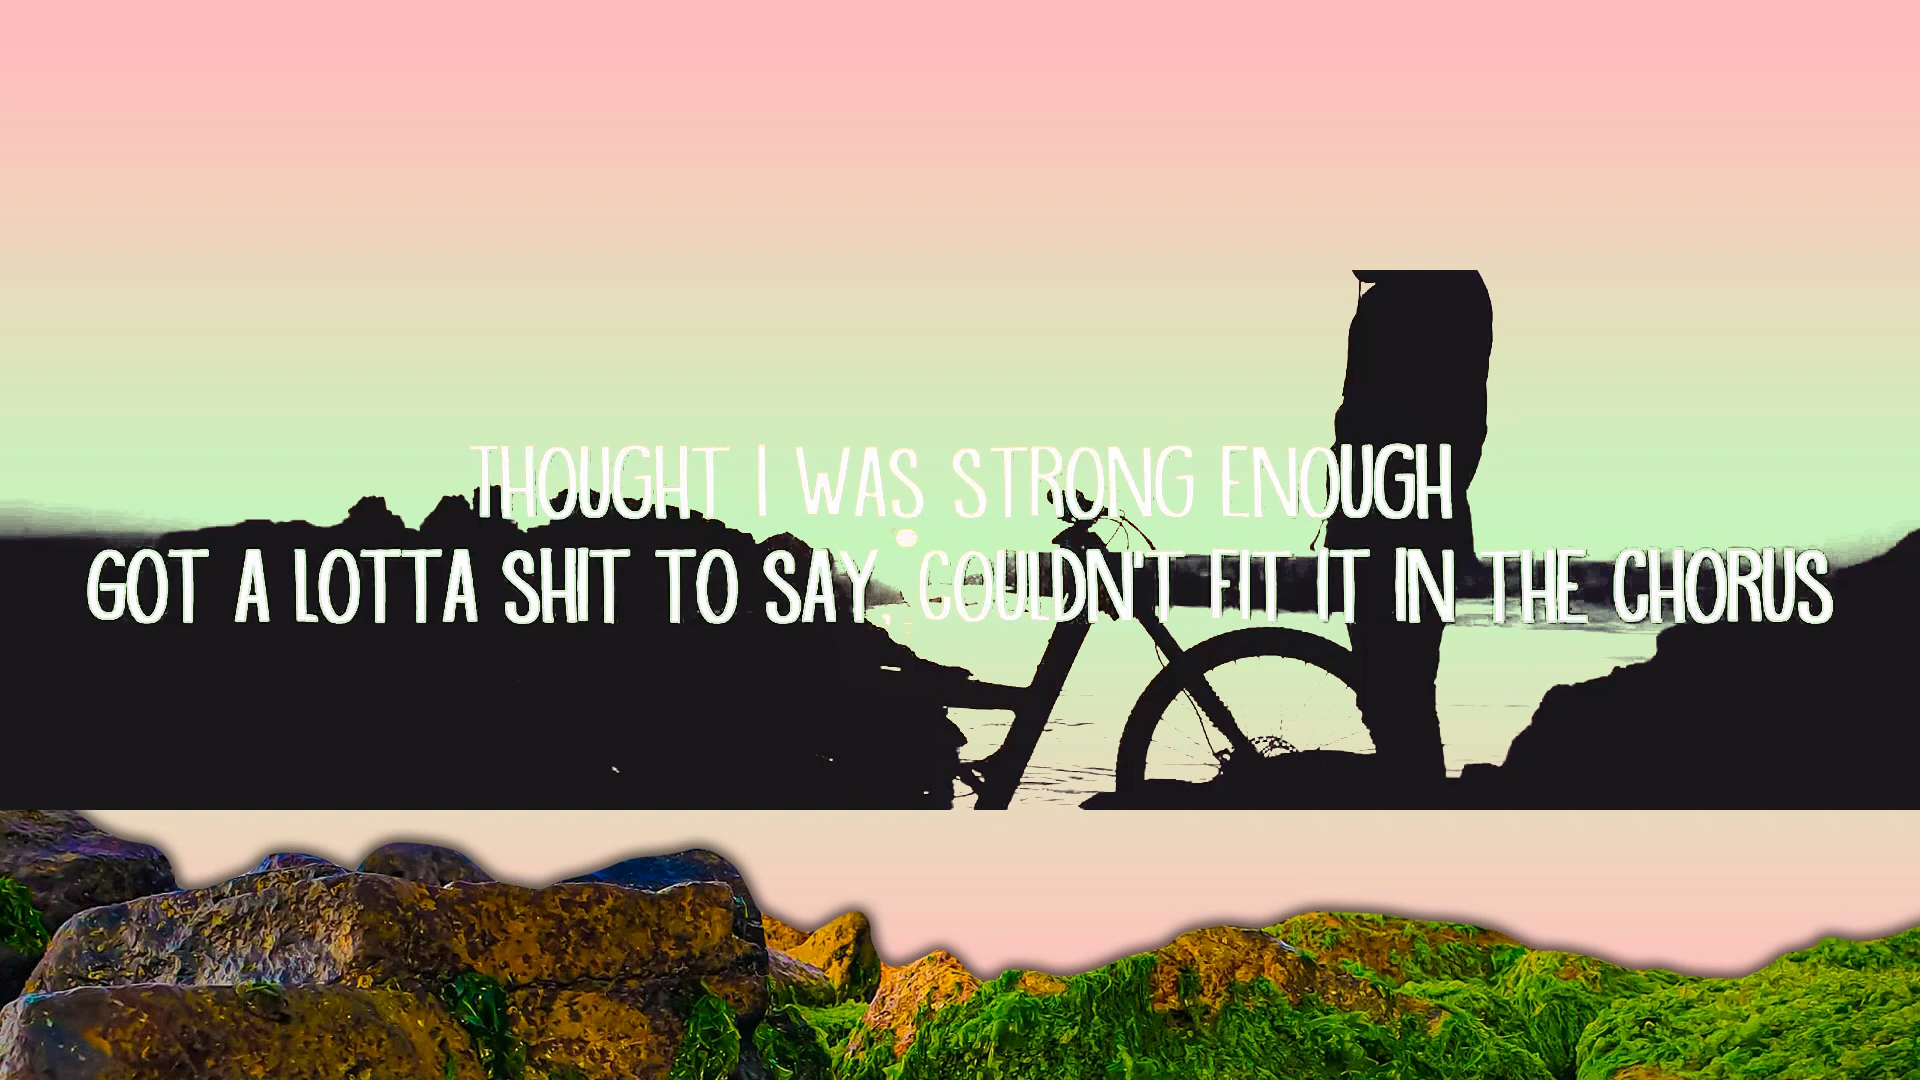 THOUGHT I WAS STRONG ENOUGH
GOT A LOTTA SHIT TO SAY, COULDN'T FIT IT IN THE CHORUS